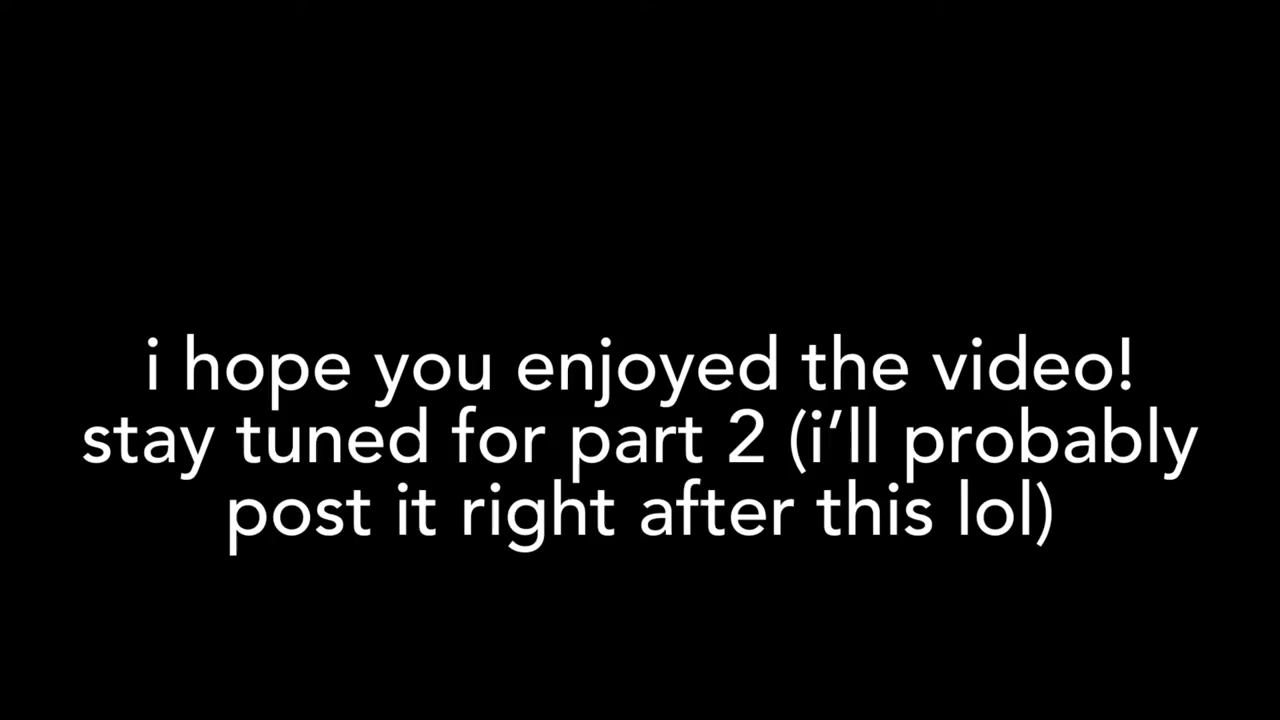 i hope you enjoyed the video!
stay tuned for part 2 (i’ll probably
post it right after this lol)